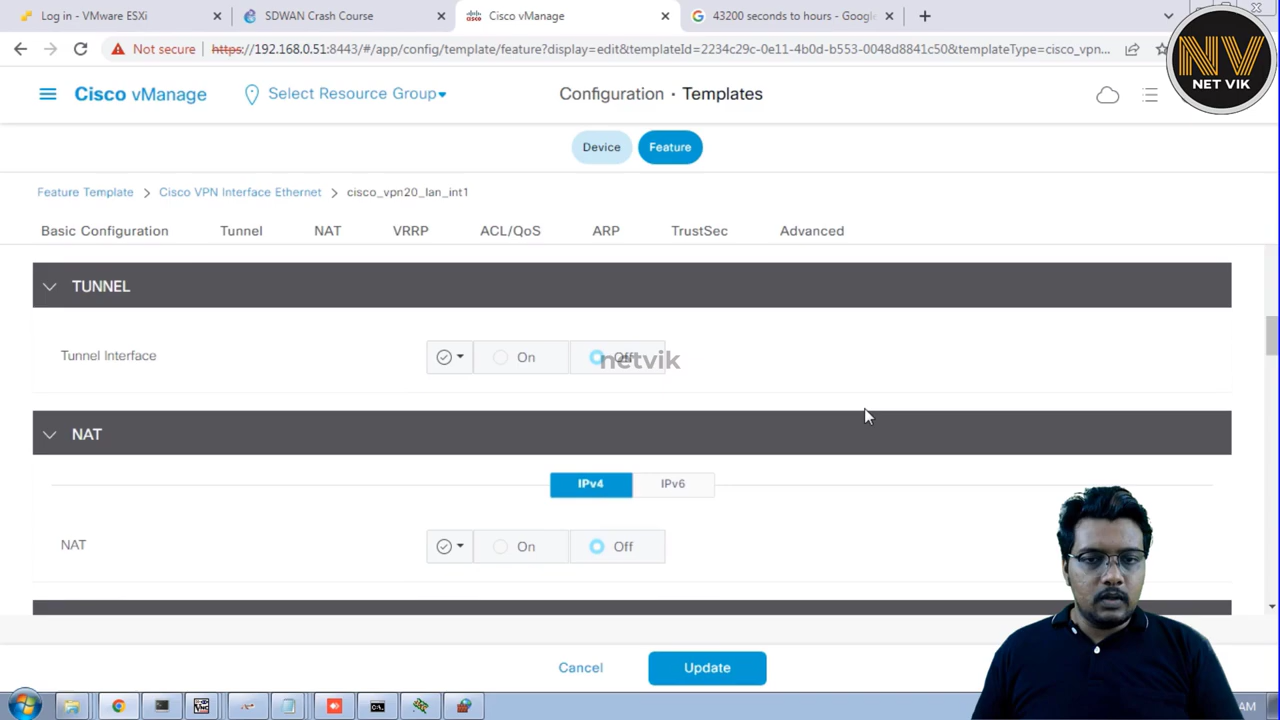 Log in - VMware ESXi
SDWAN Crash Course
Cisco vManage
43200 seconds to hours - Google
NV
NET VIK
Not secure
https://192.168.0.51:8443/#/app/config/template/feature?display=edit&templateId=2234c29c-0e11-4b0d-b553-0048d8841c50&templateType=cisco_vpn...
Cisco vManage
Select Resource Group
Configuration · Templates
Device
Feature
Feature Template > Cisco VPN Interface Ethernet > cisco_vpn20_lan_int1
Basic Configuration
Tunnel
NAT
VRRP
ACL/QoS
ARP
TrustSec
Advanced
TUNNEL
Tunnel Interface
On
Off
netvik
NAT
IPv4
IPv6
NAT
On
Off
Cancel
Update
AM